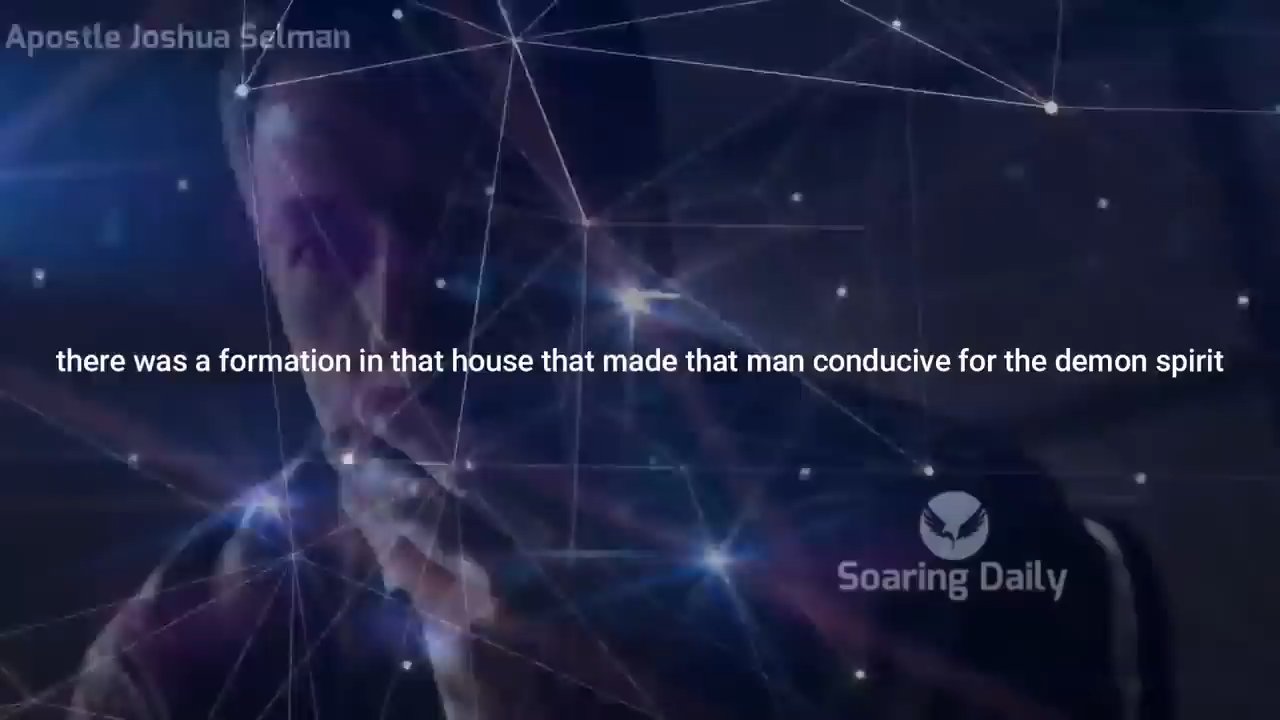 Apostle Joshua Selman
there was a formation in that house that made that man conducive for the demon spirit
Soaring Daily